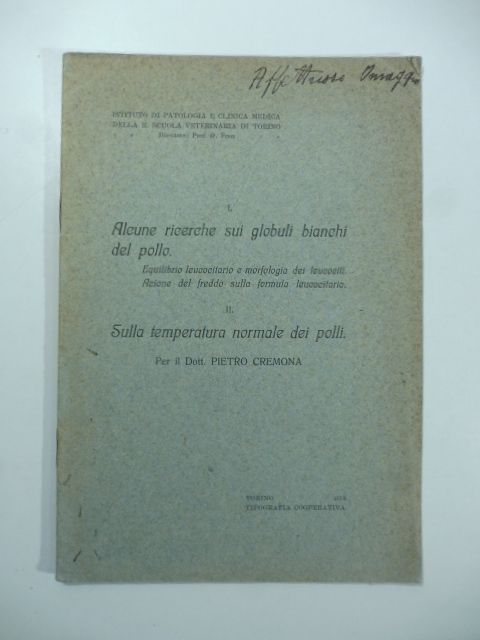 Affettuoso Omaggio
ISTITUTO DI PATOLOGIA E CLINICA MEDICA
DELLA R. SCUOLA VETERINARIA DI TORINO
Direttore: Prof.
I.
Alcune ricerche sui globuli bianchi
del pollo.
Equilibrio leucocitario e morfologia dei leucociti.
Azione del freddo sulla formula leucocitaria.
II.
Sulla temperatura normale dei polli.
Per il Dott. PIETRO CREMONA
TORINO
TIPOGRAFIA COOPERATIVA